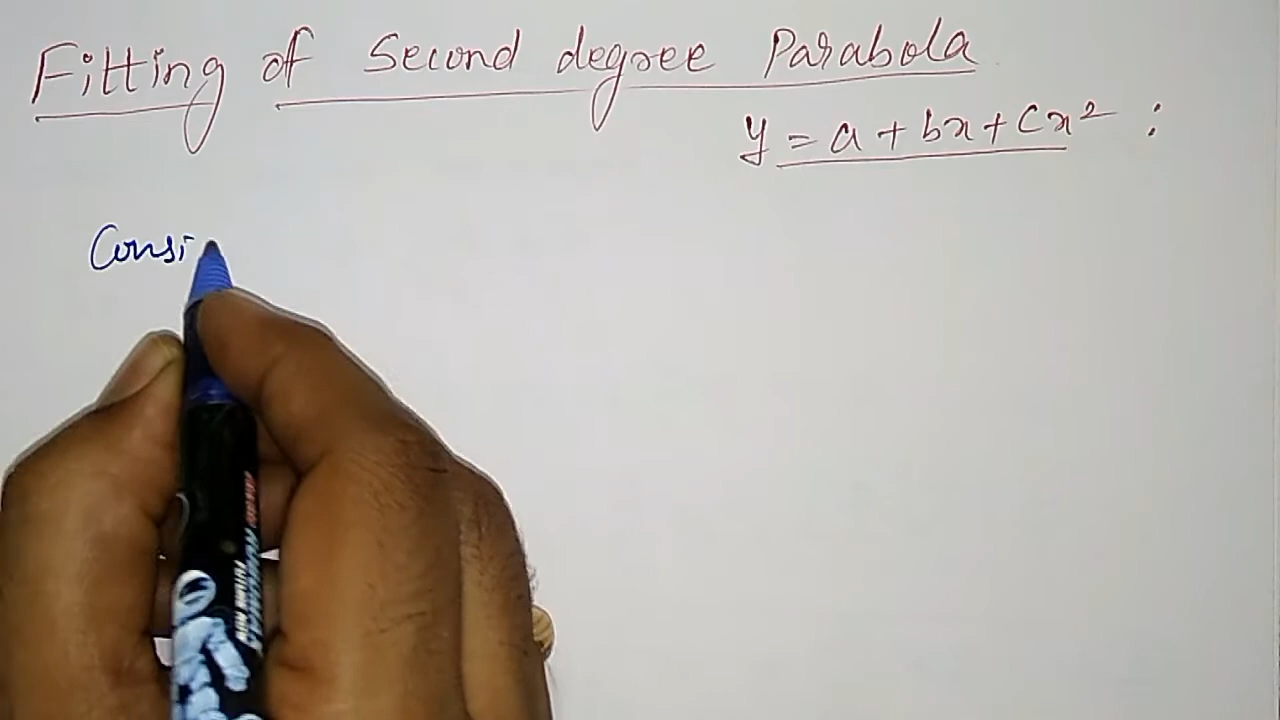 Fitting of Second degree Parabola
y = a + bx + cx² :
Consi